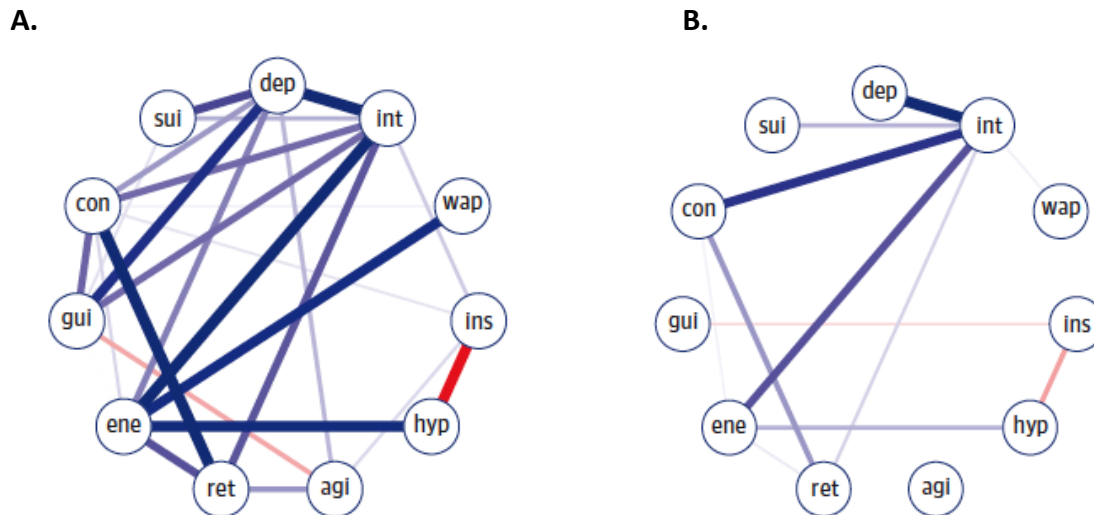 A.
B.
dep
sui
int
con
wap
gui
ins
ene
hyp
ret
agi
dep
sui
int
con
wap
gui
ins
ene
hyp
ret
agi